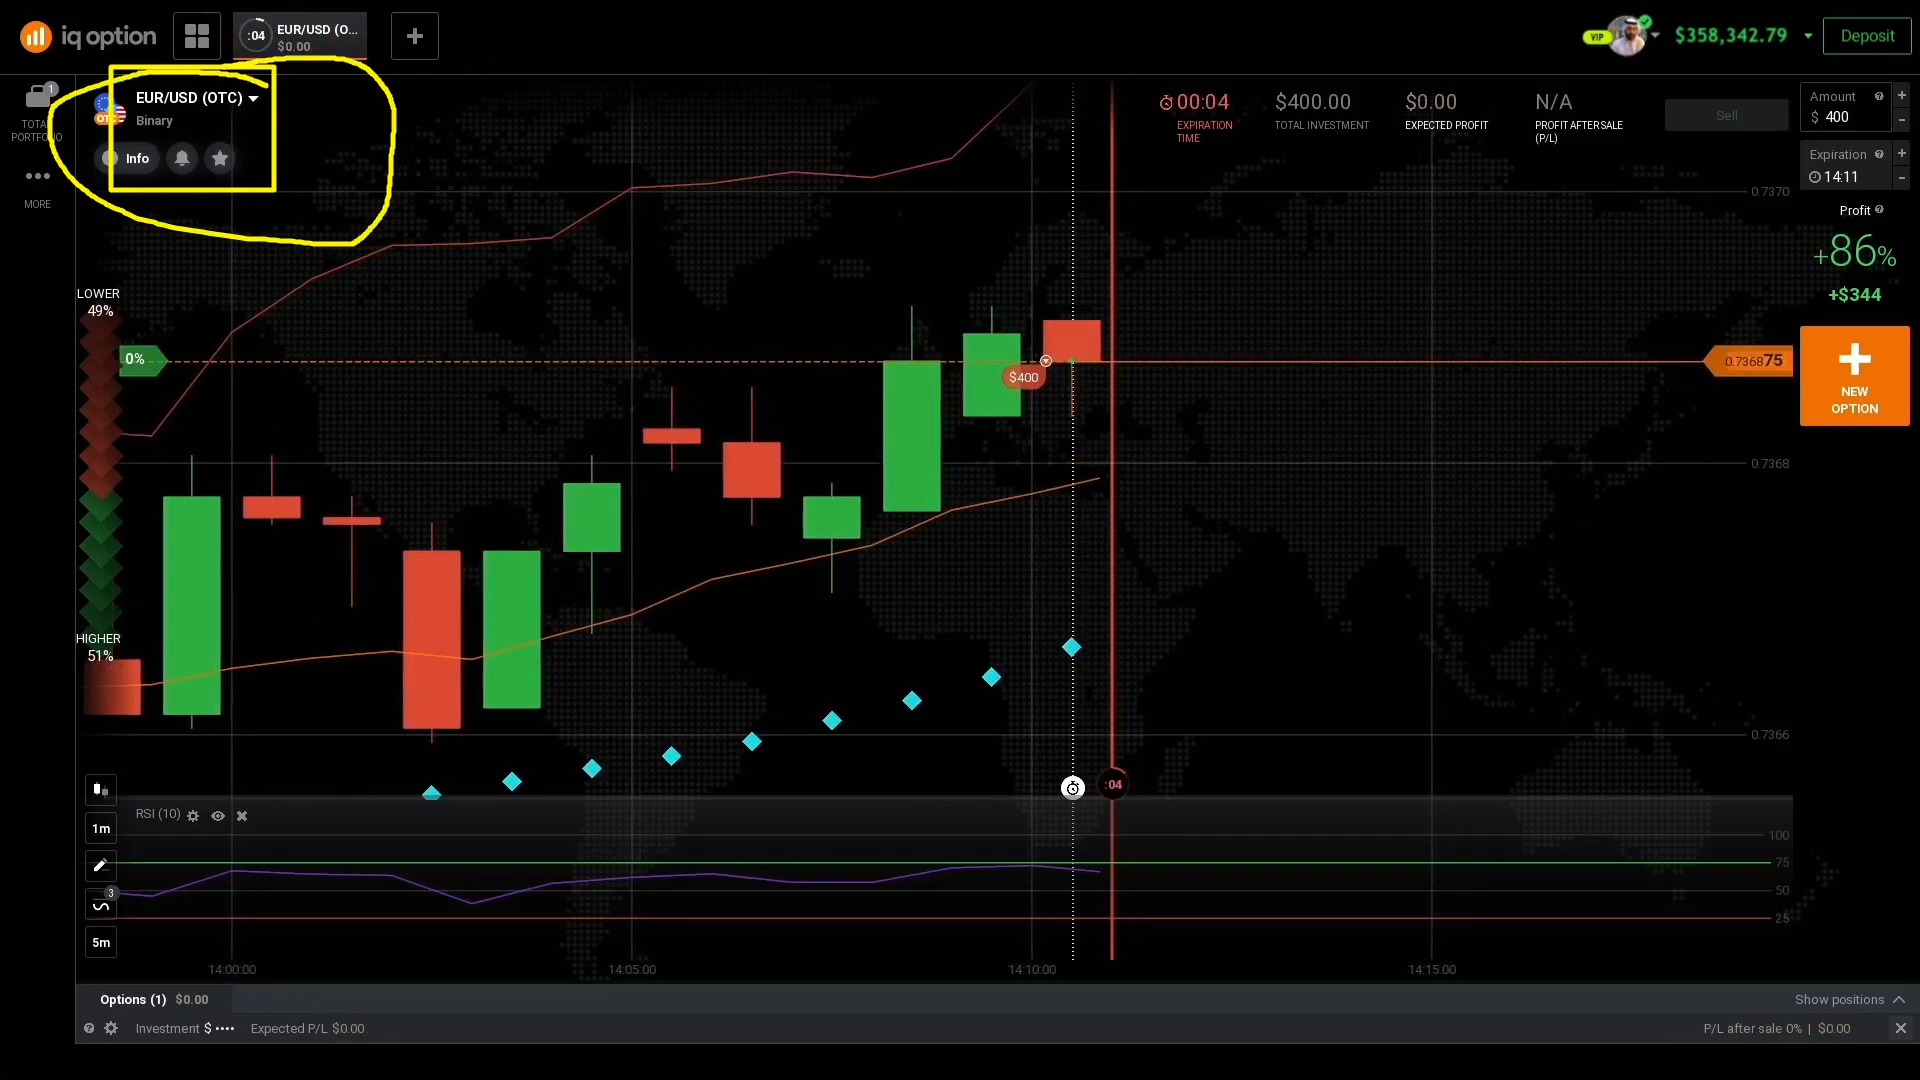 iq option
:04
EUR/USD (O...
$0.00
VIP
$358,342.79
Deposit
1
TOTAL
PORTFOLIO
MORE
EUR/USD (OTC)
OTC
Binary
Info
00:04
EXPIRATION
TIME
$400.00
TOTAL INVESTMENT
$0.00
EXPECTED PROFIT
N/A
PROFIT AFTER SALE
(P/L)
Sell
Amount
$ 400
Expiration
14:11
Profit
+86%
+$344
NEW
OPTION
LOWER
49%
0%
HIGHER
51%
$400
0.7370
0.736875
0.7368
0.7366
:04
RSI (10)
1m
3
5m
100
75
50
25
14:00:00
14:05:00
14:10:00
14:15:00
Options (1) $0.00
Show positions
Investment $ ••••
Expected P/L $0.00
P/L after sale 0% | $0.00